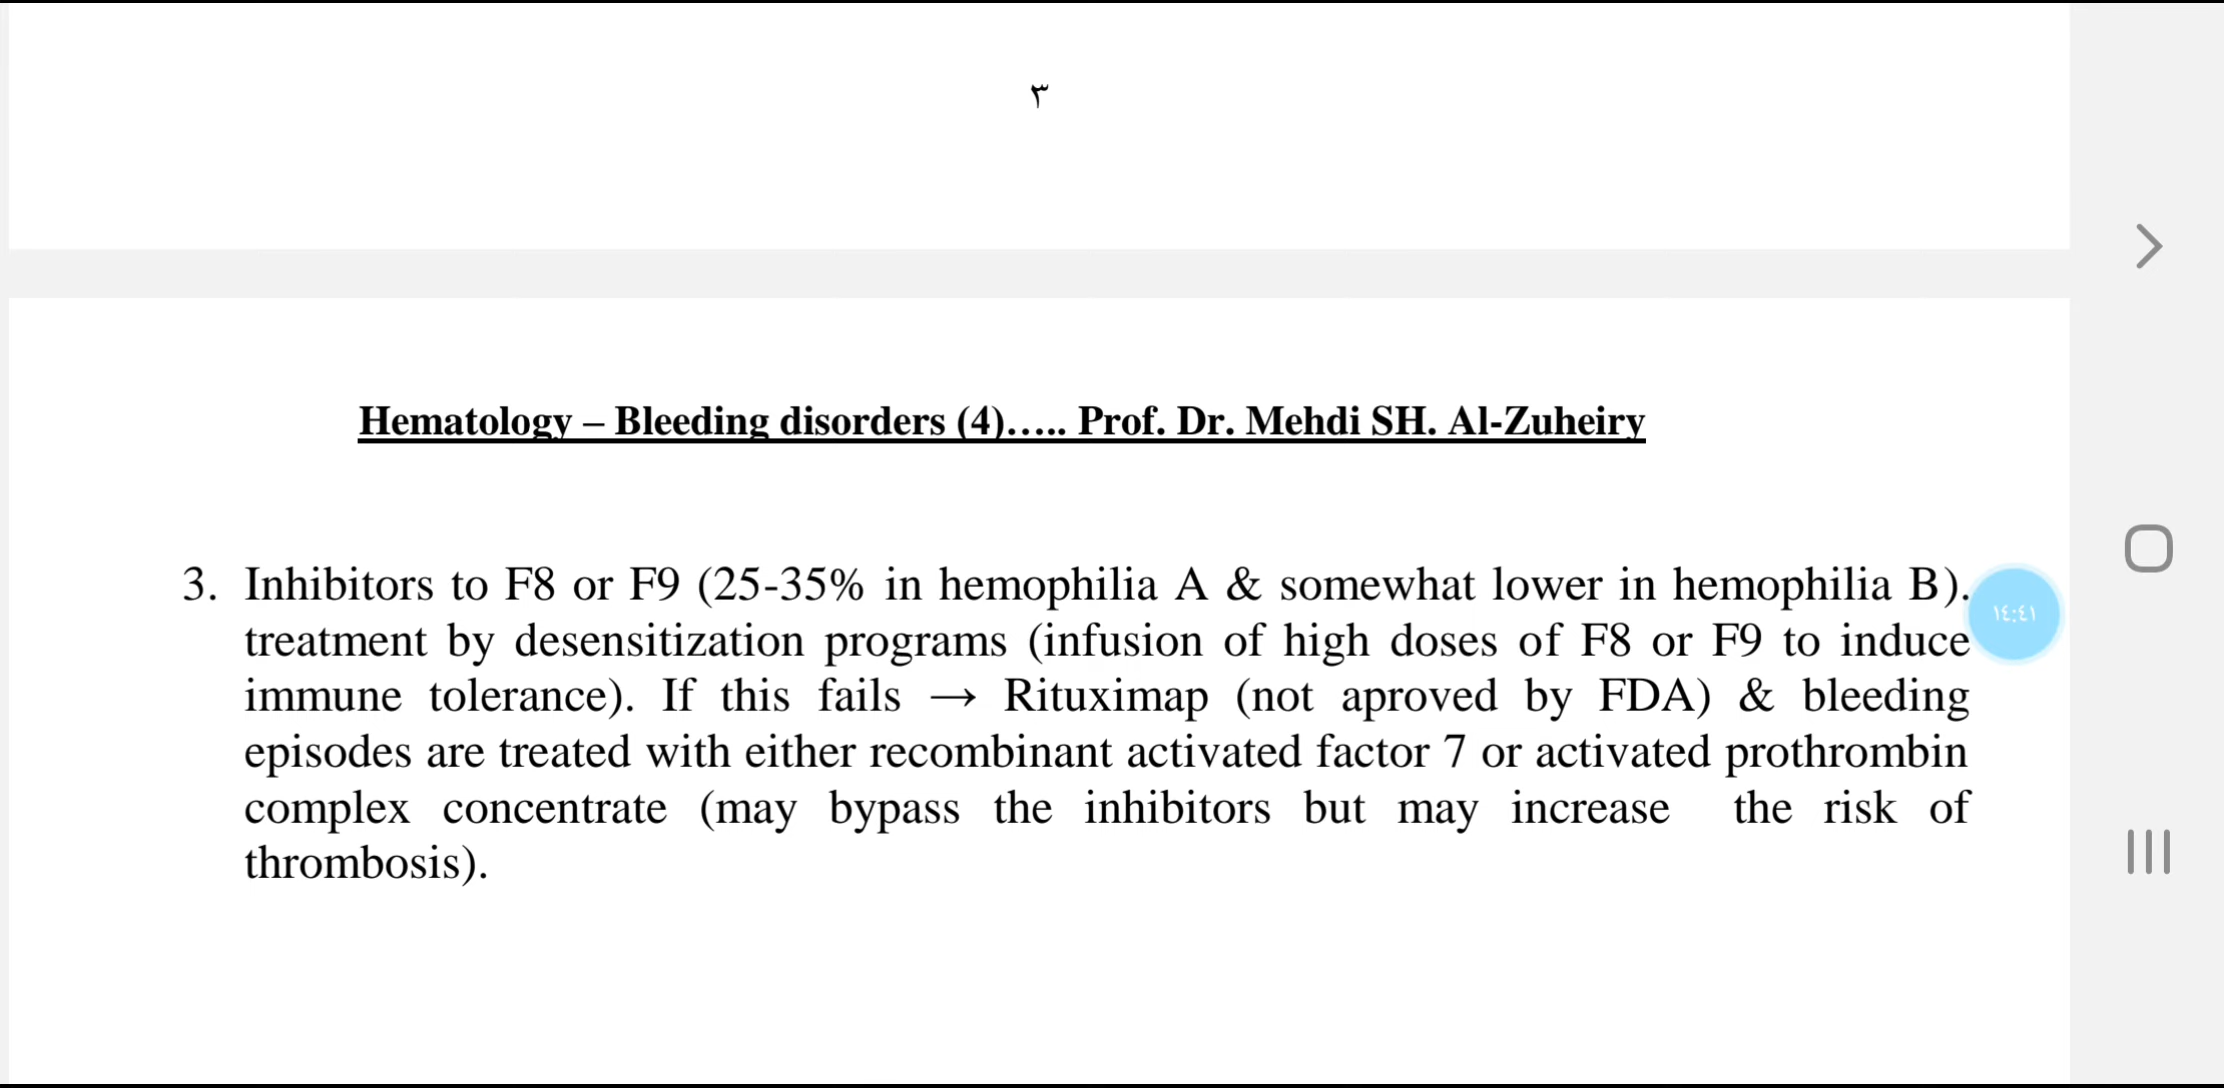 ٣
Hematology – Bleeding disorders (4)..... Prof. Dr. Mehdi SH. Al-Zuheiry
3. Inhibitors to F8 or F9 (25-35% in hemophilia A & somewhat lower in hemophilia B).
١٤:٤١
treatment by desensitization programs (infusion of high doses of F8 or F9 to induce
immune tolerance). If this fails → Rituximap (not aproved by FDA) & bleeding
episodes are treated with either recombinant activated factor 7 or activated prothrombin
complex concentrate (may bypass the inhibitors but may increase the risk of
thrombosis).